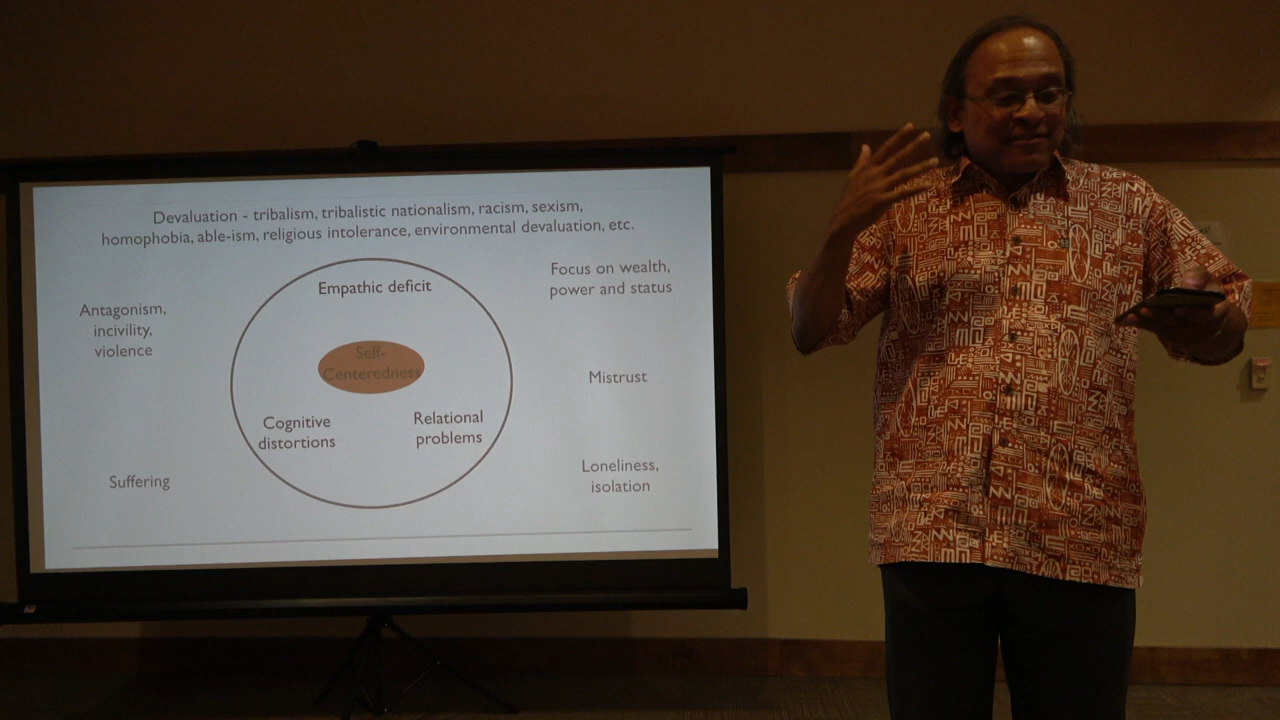 Devaluation - tribalism, tribalistic nationalism, racism, sexism,
homophobia, able-ism, religious intolerance, environmental devaluation, etc.
Empathic deficit
Focus on wealth,
power and status
Antagonism,
incivility,
violence
Self-
Centeredness
Mistrust
Cognitive
distortions
Relational
problems
Suffering
Loneliness,
isolation